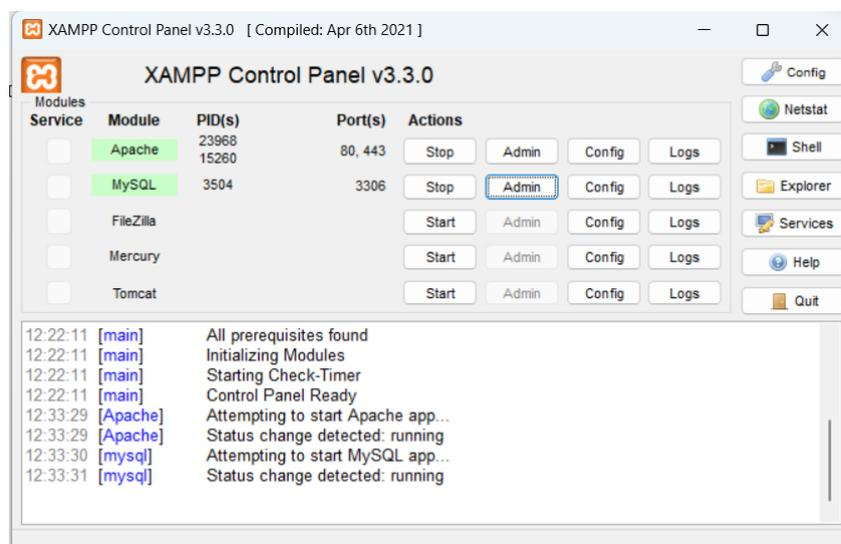 XAMPP Control Panel v3.3.0 [ Compiled: Apr 6th 2021 ]
XAMPP Control Panel v3.3.0
Config
Modules
Service Module PID(s) Port(s) Actions
Netstat
Apache 23968 15260 80, 443 Stop Admin Config Logs
Shell
MySQL 3504 3306 Stop Admin Config Logs
Explorer
FileZilla Start Admin Config Logs
Services
Mercury Start Admin Config Logs
Help
Tomcat Start Admin Config Logs
Quit
12:22:11 [main] All prerequisites found
12:22:11 [main] Initializing Modules
12:22:11 [main] Starting Check-Timer
12:22:11 [main] Control Panel Ready
12:33:29 [Apache] Attempting to start Apache app...
12:33:29 [Apache] Status change detected: running
12:33:30 [mysql] Attempting to start MySQL app...
12:33:31 [mysql] Status change detected: running